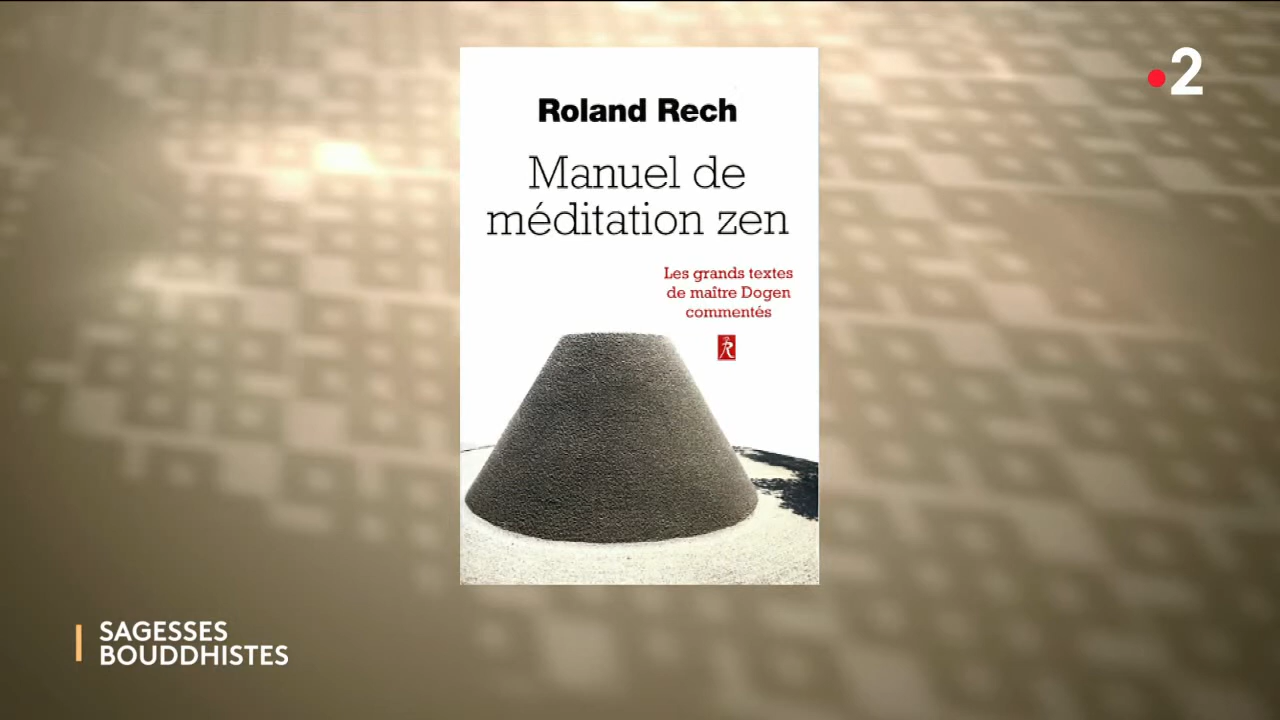 2
Roland Rech
Manuel de
méditation zen
Les grands textes
de maître Dogen
commentés
R
SAGESSES
BOUDDHISTES